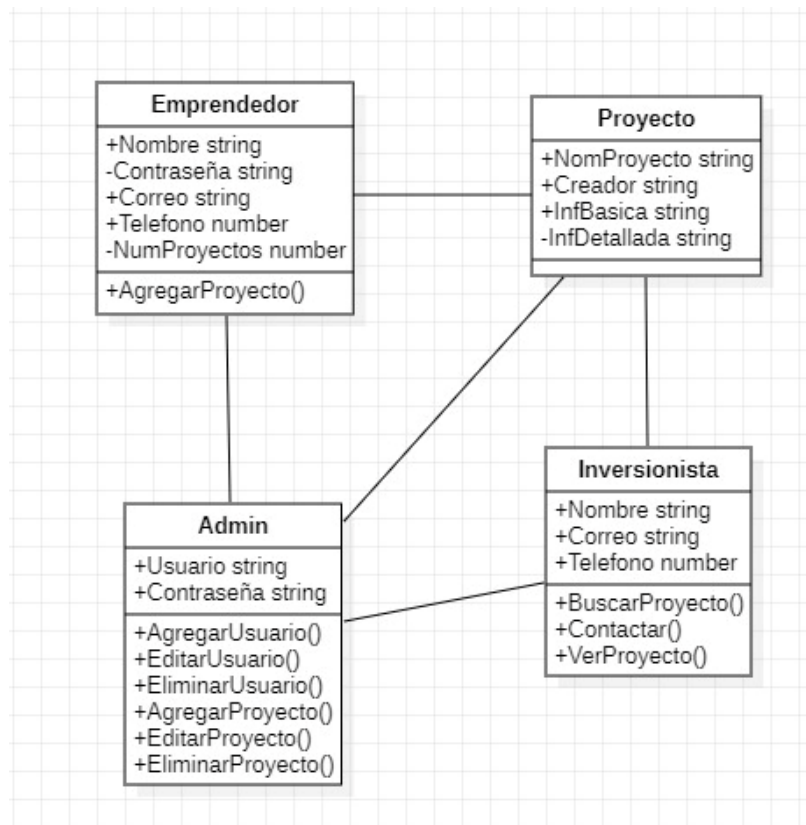 Emprendedor
+Nombre string
-Contraseña string
+Correo string
+Telefono number
-NumProyectos number
+AgregarProyecto()
Proyecto
+NomProyecto string
+Creador string
+InfBasica string
-InfDetallada string
Admin
+Usuario string
+Contraseña string
+AgregarUsuario()
+EditarUsuario()
+EliminarUsuario()
+AgregarProyecto()
+EditarProyecto()
+EliminarProyecto()
Inversionista
+Nombre string
+Correo string
+Telefono number
+BuscarProyecto()
+Contactar()
+VerProyecto()